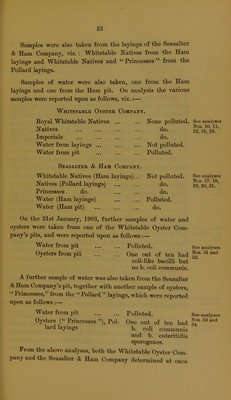 53
Samples were also taken from the layings of the Seasalter
& Ham Company, viz.: Whitstable Natives from the Ham
layings and Whitstable Natives and "Princesses" from the
Pollard layings.
Samples of water were also taken, one from the Ham
layings and one from the Ham pit. On analysis the various
samples were reported upon as follows, viz.:—
Whitstable Oyster Company.
Royal Whitstable Natives ... ... None polluted. See analyses
Natives ... ... ... ... do. Nos. 10, 11,
Imperials ... ... ... ... do. 12, 15, 16.
Water from layings ... ... ... Not polluted.
Water from pit ... ... ... Polluted.
Seasalter & Ham Company.
Whitstable Natives (Ham layings)... Not polluted. See analyses
Natives (Pollard layings) ... ... do. Nos. 17, 18,
Princesses do. ... ... do. 19, 20, 21.
Water (Ham layings) ... ... Polluted.
Water (Ham pit) ... ... ... do.
On the 21st January, 1903, further samples of water and
oysters were taken from one of the Whitstable Oyster Com-
pany's pits, and were reported upon as follows:—
Water from pit ... ... Polluted. See analyses
Oysters from pit ... ... One out of ten had Nos. 31 and
coli-like bacilli but 32.
no b. coli communis.
A further sample of water was also taken from the Seasalter
& Ham Company's pit, together with another sample of oysters,
"Princesses," from the "Pollard" layings, which were reported
upon as follows:—
Water from pit ... ... Polluted. See analyses
Oysters (" Princesses "), Pol- One out of ten had Nos. 33 and
lard layings b. coli communis 34.
and b. enteritidis
sporogenes.
From the above analyses, both the Whitstable Oyster Com-
pany and the Seasalter & Ham Company determined at once